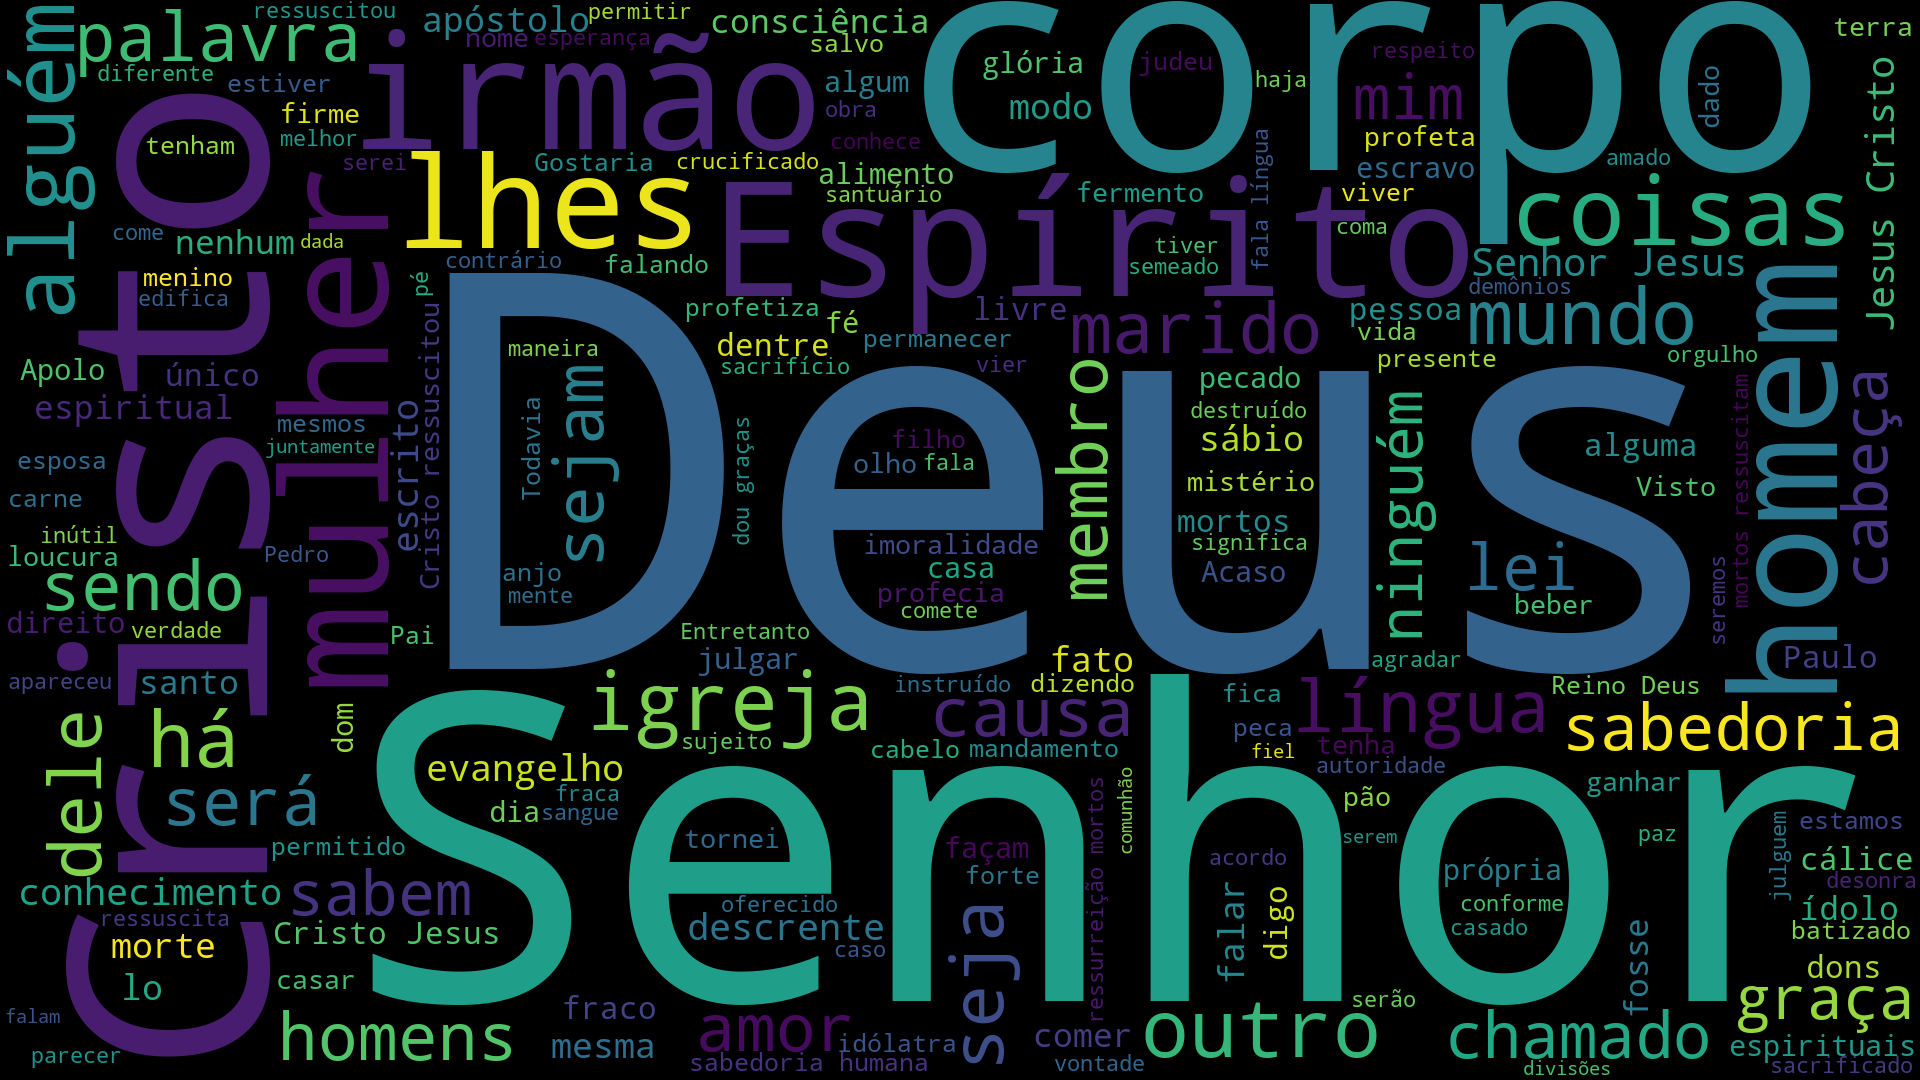 ressuscitou
apóstolo
permitir
consciência
corpo
terra
palavra
alguém
irmão
nome
esperança
salvo
glória
judeu
respeito
diferente
estiver
algum
modo
haja
mim
dado
Jesus Cristo
firme
melhor
obra
conhece
profeta
tenham
serei
Gostaria
crucificado
alimento
santuário
fermento
fala língua
escravo
amado
viver
coisas
Cristo
mulher
lhes
Espírito
coma
come
nenhum
dada
contrário
falando
tiver
semeado
Senhor Jesus
demônios
menino
edifica
pé
profetiza
fé
livre
marido
pessoa
vida
mundo
homem
Deus
maneira
dentre
permanecer
sacrifício
vier
presente
orgulho
Apolo
único
espiritual
mesmos
juntamente
escrito
Cristo ressuscitou
Todavia
sejam
dou graças
filho
olho
fala
membro
pecado
destruído
sábio
mistério
ninguém
alguma
Visto
mortos ressuscitam
cabeça
esposa
carne
inútil
loucura
Pedro
anjo
mente
imoralidade
casa
profecia
comete
mortos
significa
Acaso
lei
beber
seremos
sendo
direito
verdade
Pai
Entretanto
julgar
fato
dizendo
instruído
agradar
Paulo
apareceu
santo
dele
há
dom
igreja
sujeito
causa
cabelo
mandamento
fica
peca
fiel
língua
tenha
autoridade
Reino Deus
sabedoria
Senhor
será
evangelho
fraca
dia
sangue
comunhão
pão
ganhar
permitido
tornei
façam
forte
ressurreição mortos
acordo
serem
paz
julguem
estamos
cálice
desonra
conhecimento
ressuscita
sabem
oferecido
descrente
caso
seja
falar
digo
própria
conforme
casado
ídolo
batizado
morte
Cristo Jesus
lo
casar
fosse
dons
graça
falam
parecer
homens
fraco
mesma
amor
idólatra
sabedoria humana
comer
vontade
serão
outro
chamado
divisões
espirituais
sacrificado